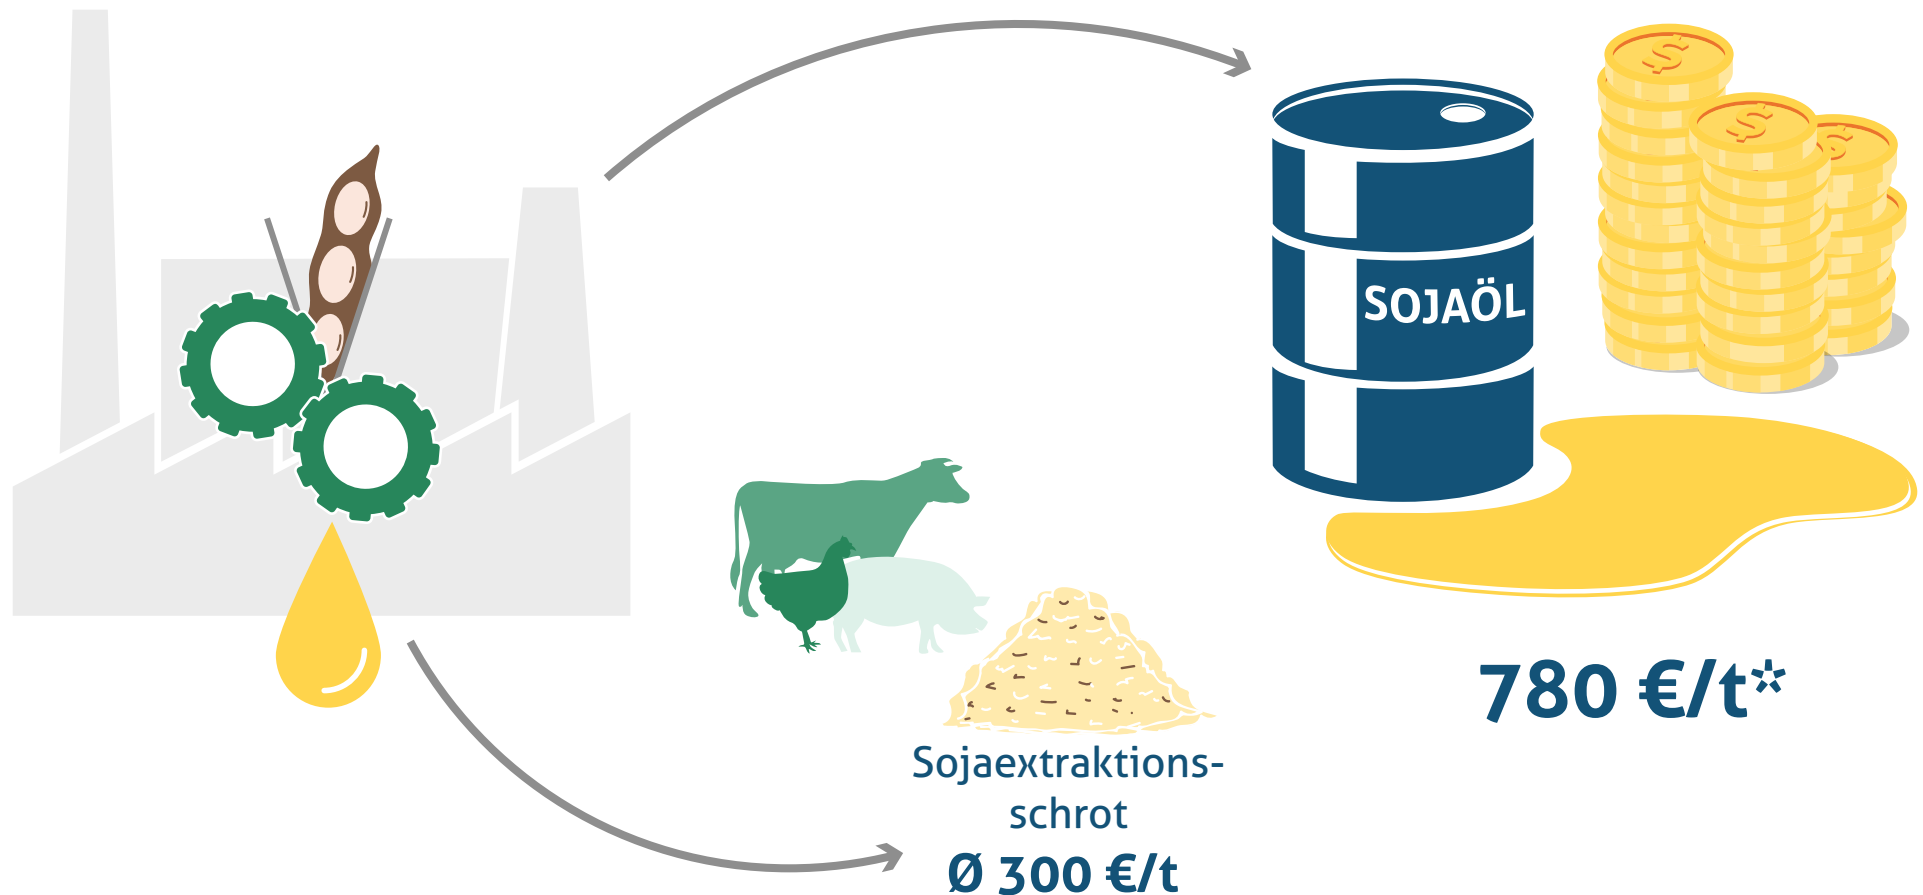 SOJAÖL
780 €/t*
Sojaextraktions-
schrot
Ø 300 €/t